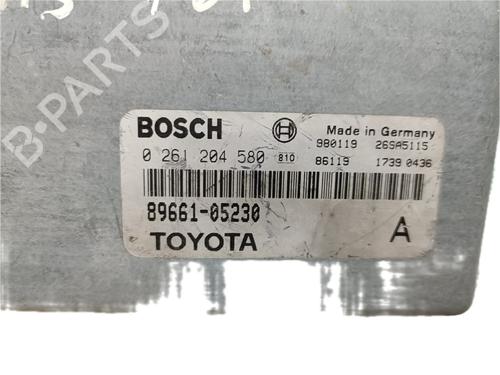 BOSCH
Made in Germany
980119 26SA5115
0 261 204 580 810
86119 1739 0436
89661-05230
TOYOTA
A
B-PARTS